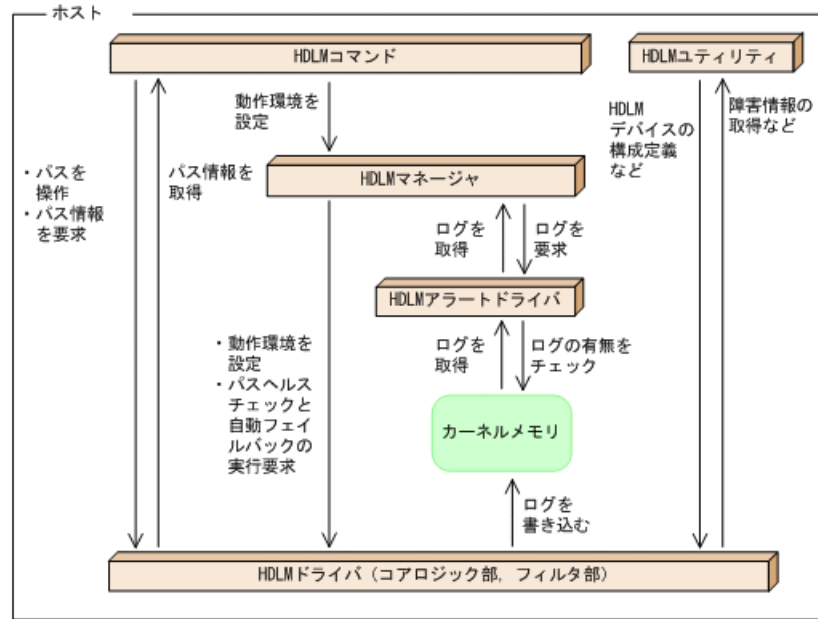 ホスト
HDLMコマンド
HDLMユティリティ
動作環境を
設定
HDLM
デバイスの
構成定義
など
障害情報の
取得など
・パスを
操作
・パス情報
を要求
パス情報を
取得
HDLMマネージャ
ログを
取得
ログを
要求
HDLMアラートドライバ
・動作環境を
設定
・パスヘルス
チェックと
自動フェイ
ルバックの
実行要求
ログを
取得
ログの有無を
チェック
カーネルメモリ
ログを
書き込む
HDLMドライバ（コアロジック部，フィルタ部）